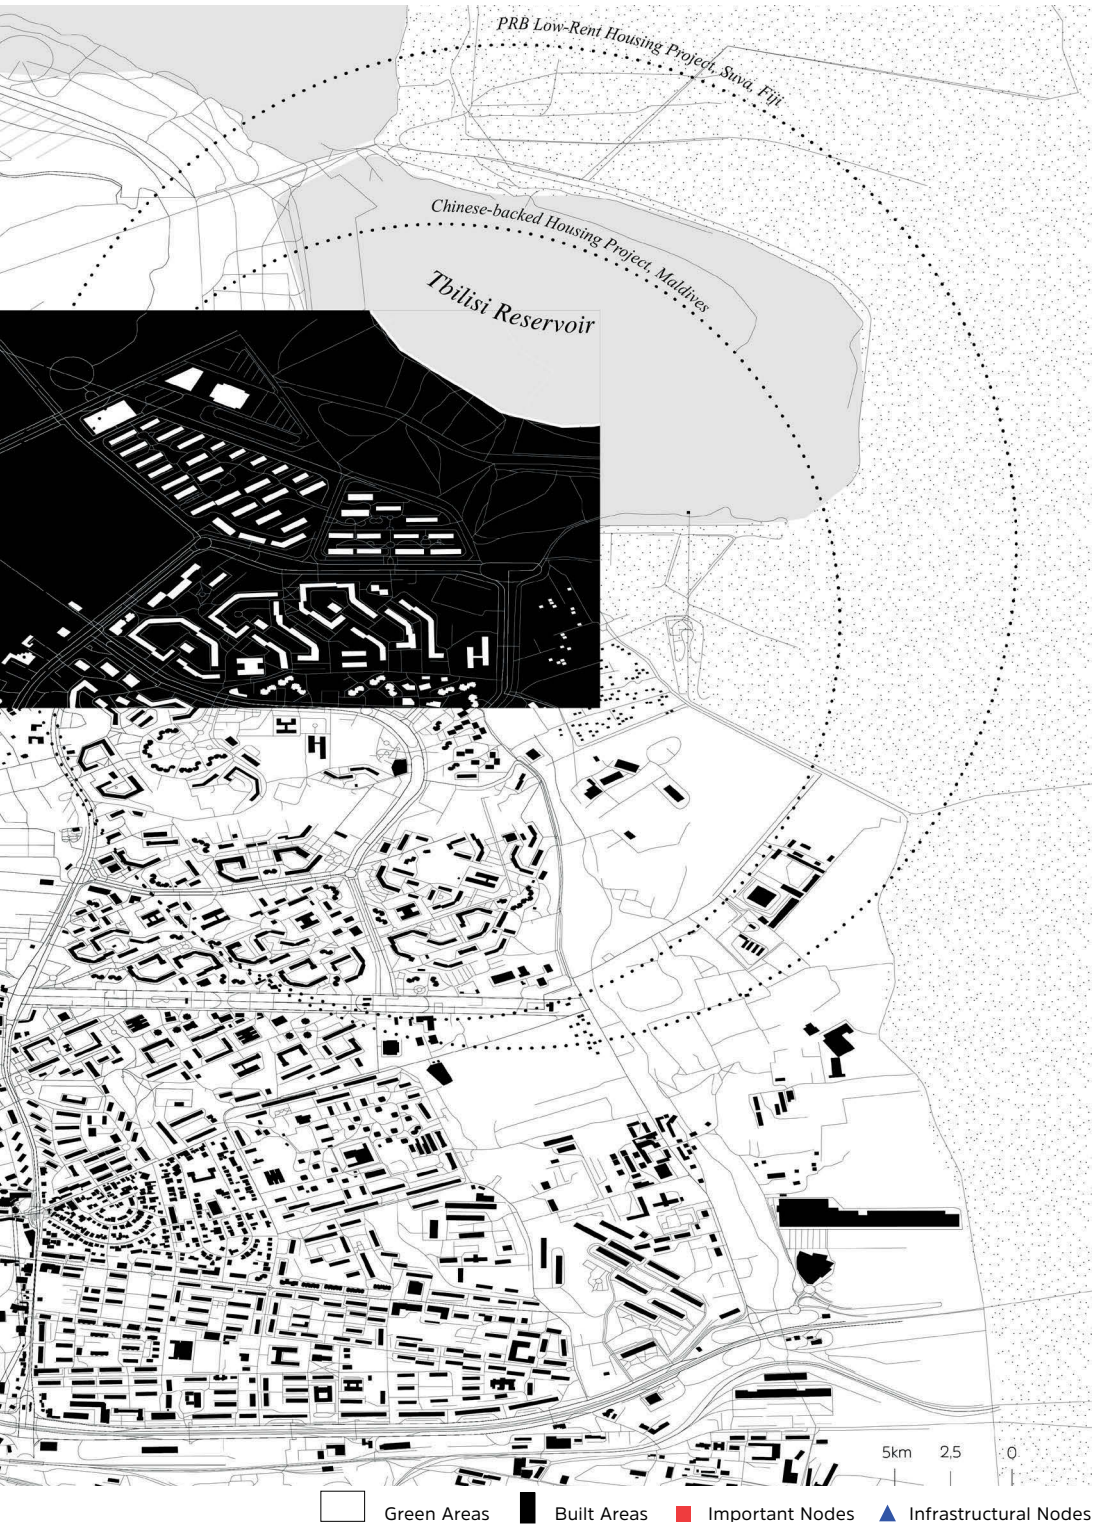 PRB Low-Rent Housing Project, Suva, Fiji
Chinese-backed Housing Project, Maldives
Tbilisi Reservoir
5km 2,5 0
Green Areas Built Areas Important Nodes Infrastructural Nodes